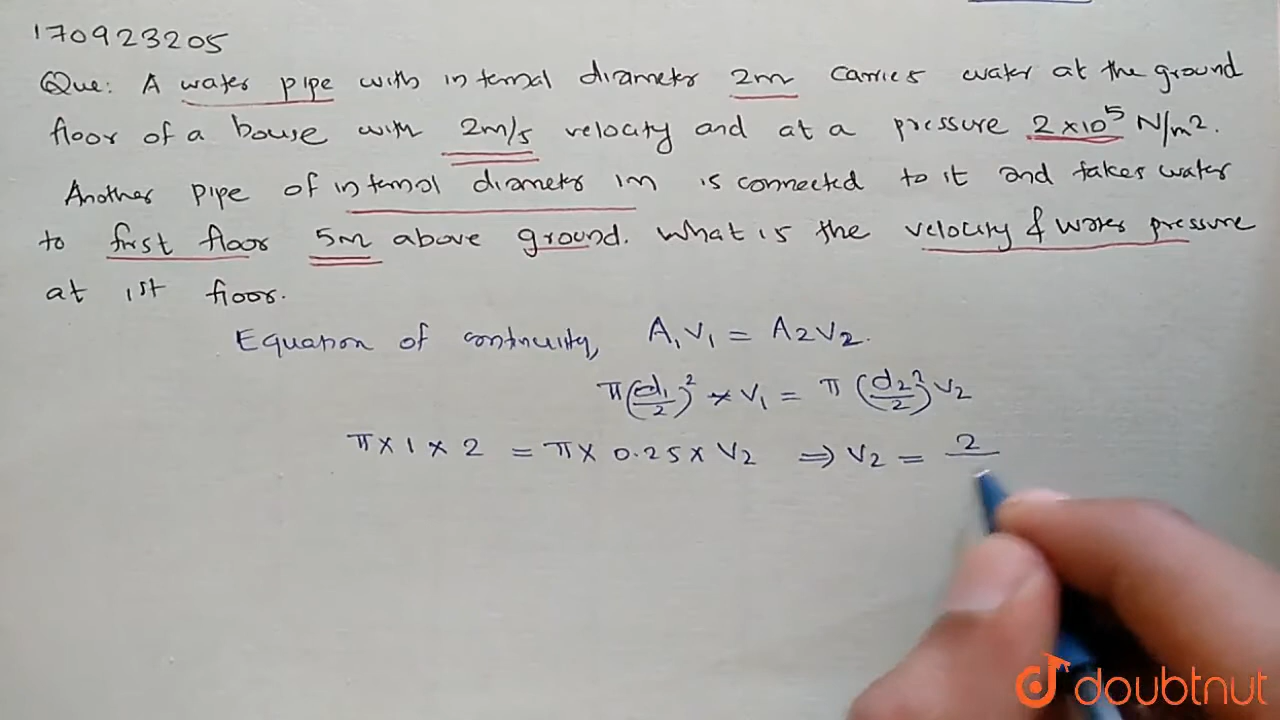 170923205
Que: A water pipe with internal diameter 2m carries water at the ground
floor of a house with 2m/s velocity and at a pressure 2×10⁵ N/m².
Another pipe of internal diameter 1m is connected to it and takes water
to first floor 5m above ground. What is the velocity & water pressure
at 1st floor.
Equation of continuity, A₁V₁ = A₂V₂.
π(d₁/2)² × V₁ = π(d₂/2)² V₂
π × 1 × 2 = π × 0.25 × V₂ ⇒ V₂ = 2
doubtnut